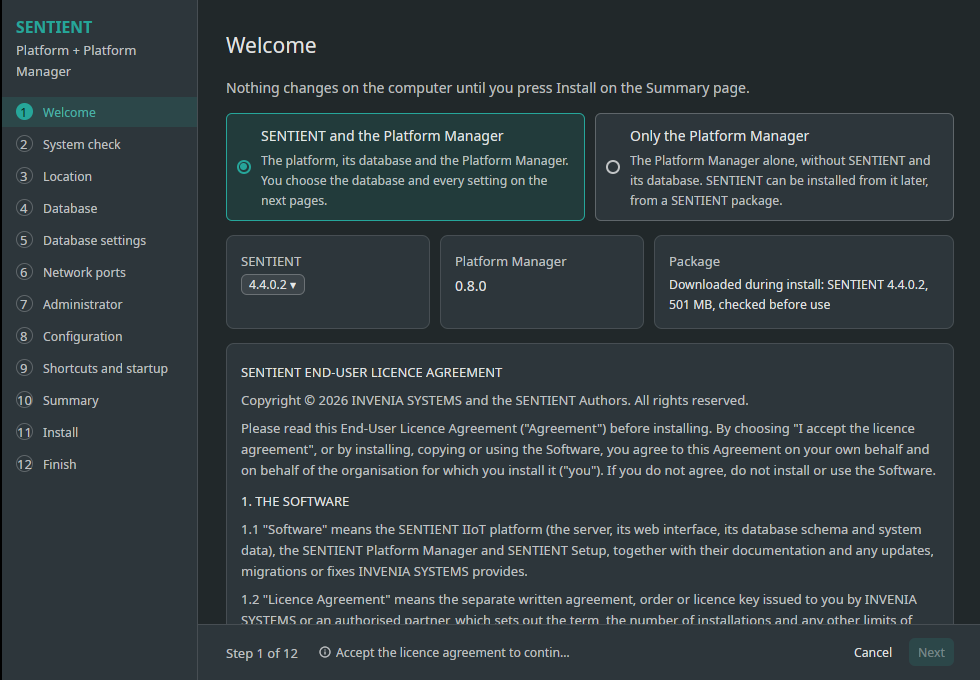 SENTIENT
Platform + Platform
Manager
1 Welcome
2 System check
3 Location
4 Database
5 Database settings
6 Network ports
7 Administrator
8 Configuration
9 Shortcuts and startup
10 Summary
11 Install
12 Finish
Welcome
Nothing changes on the computer until you press Install on the Summary page.
SENTIENT and the Platform Manager
The platform, its database and the Platform Manager.
You choose the database and every setting on the
next pages.
Only the Platform Manager
The Platform Manager alone, without SENTIENT and
its database. SENTIENT can be installed from it later,
from a SENTIENT package.
SENTIENT
4.4.0.2 ▾
Platform Manager
0.8.0
Package
Downloaded during install: SENTIENT 4.4.0.2,
501 MB, checked before use
SENTIENT END-USER LICENCE AGREEMENT
Copyright © 2026 INVENIA SYSTEMS and the SENTIENT Authors. All rights reserved.
Please read this End-User Licence Agreement ("Agreement") before installing. By choosing "I accept the licence
agreement", or by installing, copying or using the Software, you agree to this Agreement on your own behalf and
on behalf of the organisation for which you install it ("you"). If you do not agree, do not install or use the Software.
1. THE SOFTWARE
1.1 "Software" means the SENTIENT IIoT platform (the server, its web interface, its database schema and system
data), the SENTIENT Platform Manager and SENTIENT Setup, together with their documentation and any updates,
migrations or fixes INVENIA SYSTEMS provides.
1.2 "Licence Agreement" means the separate written agreement, order or licence key issued to you by INVENIA
SYSTEMS or an authorised partner, which sets out the term, the number of installations and any other limits of
Step 1 of 12
Accept the licence agreement to contin...
Cancel
Next